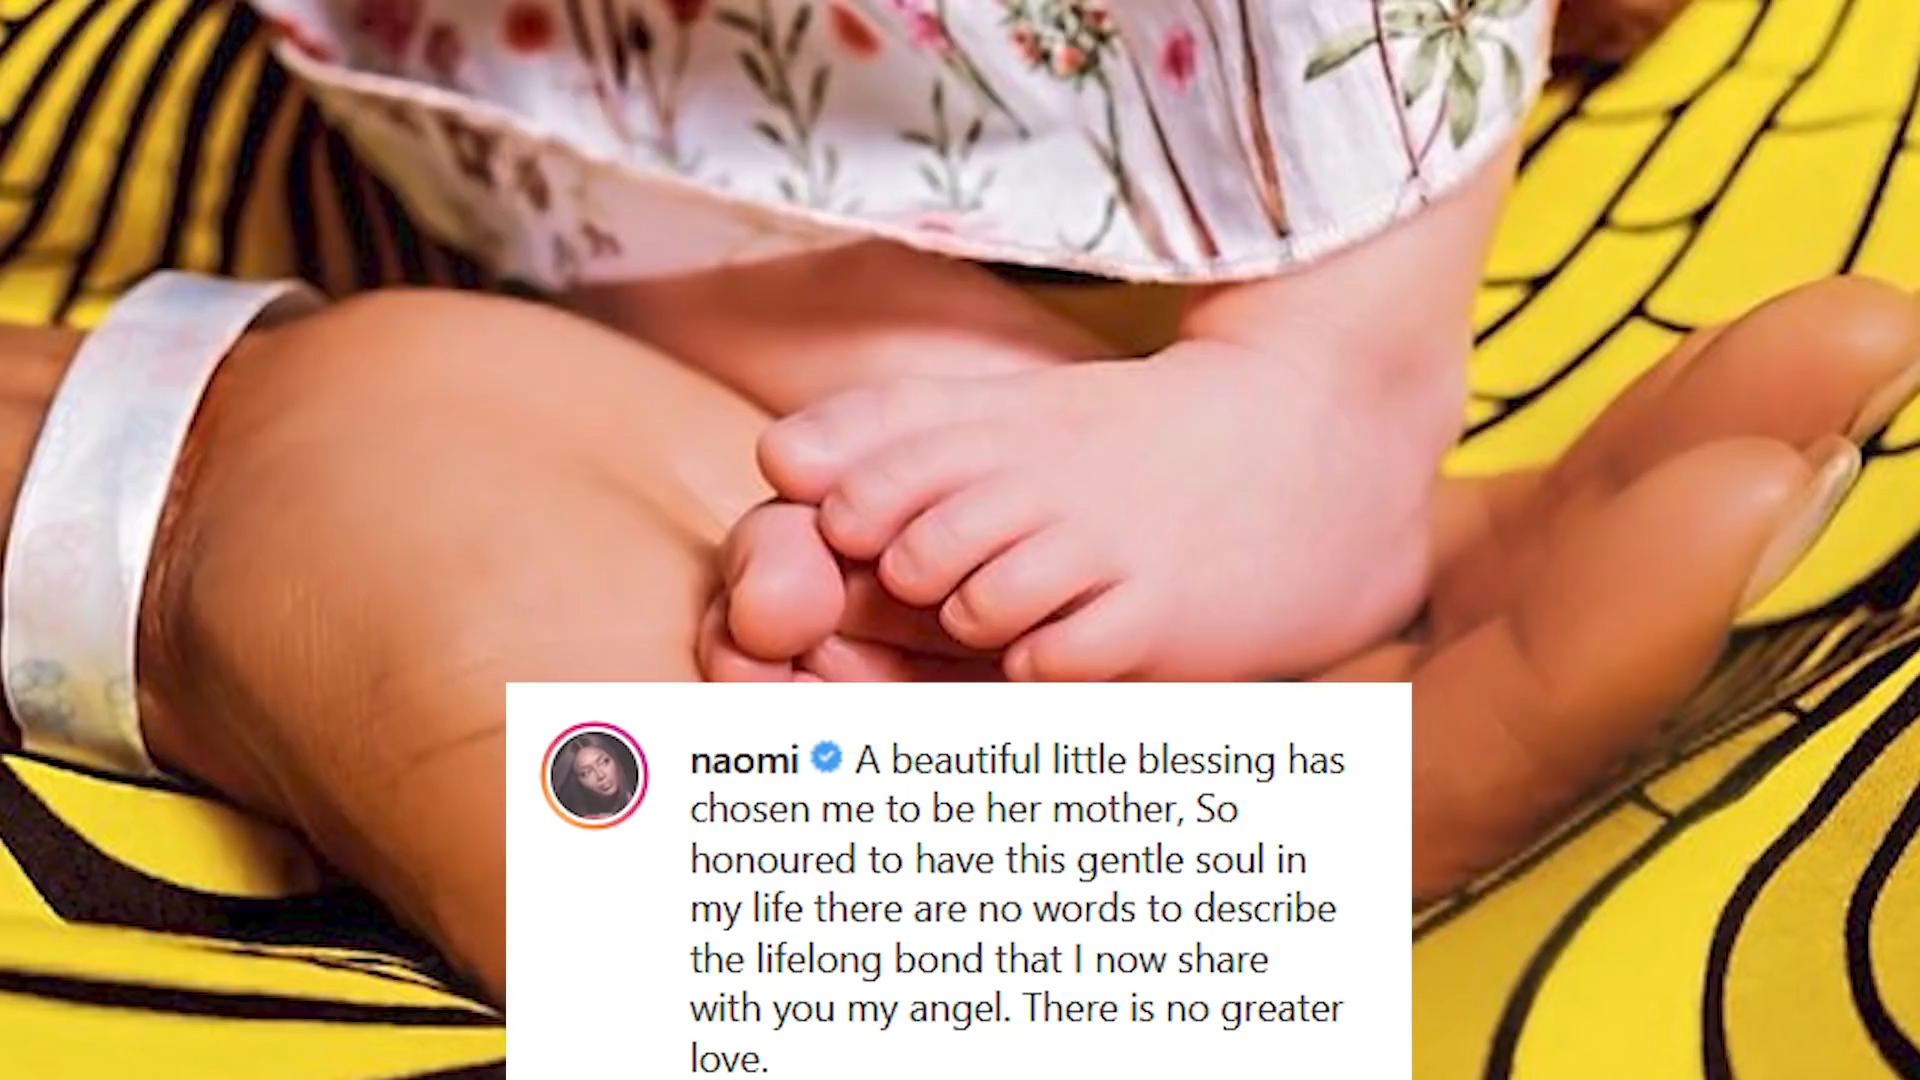 naomi A beautiful little blessing has
chosen me to be her mother, So
honoured to have this gentle soul in
my life there are no words to describe
the lifelong bond that I now share
with you my angel. There is no greater
love.